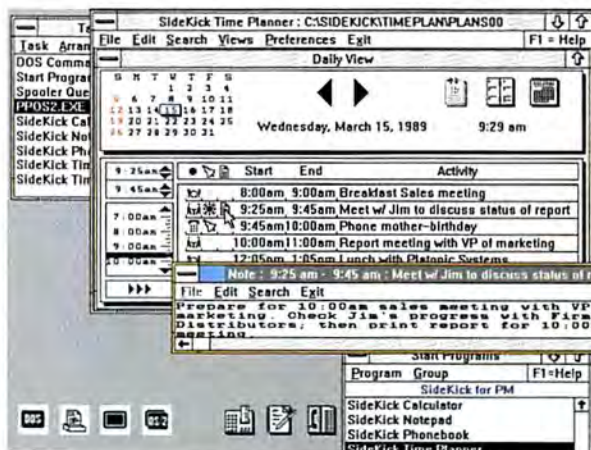 SideKick Time Planner : C:\SIDEKICK\TIMEPLAN\PLANS00
File Edit Search Views Preferences Exit F1 = Help
Daily View
S M T W T F S
1 2 3 4
5 6 7 8 9 10 11
12 13 14 15 16 17 18
19 20 21 22 23 24 25
26 27 28 29 30 31
Wednesday, March 15, 1989 9:29 am
9:25am
9:45am
7:00am
8:00am
9:00am
10:00am
Start End Activity
8:00am 9:00am Breakfast Sales meeting
9:25am 9:45am Meet w/ Jim to discuss status of report
9:45am 10:00am Phone mother-birthday
10:00am 11:00am Report meeting with VP of marketing
12:05pm 1:05pm Lunch with Platonic Systems
Task Arran
DOS Comma
Start Program
Spooler Que
PPOS2.EXE
SideKick Cal
SideKick Not
SideKick Pho
SideKick Tim
SideKick Tim
Note : 9:25 am - 9:45 am : Meet w/ Jim to discuss status of r
File Edit Search Exit
Prepare for 10:00am sales meeting with VP
marketing. Check Jim's progress with Firm
Distributors; then print report for 10:00
meeting.
Start Programs
Program Group F1=Help
SideKick for PM
SideKick Calculator
SideKick Notepad
SideKick Phonebook
SideKick Time Planner
DOS
OS2